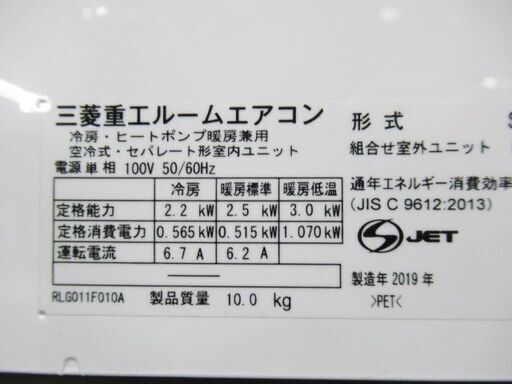 三菱重工ルームエアコン
冷房・ヒートポンプ暖房兼用
空冷式・セパレート形室内ユニット
電源単相 100V 50/60Hz
冷房 暖房標準 暖房低温
定格能力 2.2 kW 2.5 kW 3.0 kW
定格消費電力 0.565 kW 0.515 kW 1.070 kW
運転電流 6.7 A 6.2 A
RLG011F010A 製品質量 10.0 kg
形式
組合せ室外ユニット
通年エネルギー消費効率
(JIS C 9612:2013)
JET
製造年 2019 年
>PET<